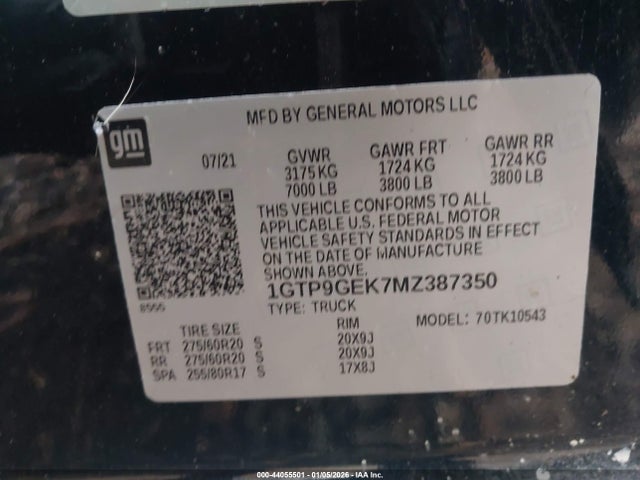 gm
MFD BY GENERAL MOTORS LLC
07/21
GVWR
3175 KG
7000 LB
GAWR FRT
1724 KG
3800 LB
GAWR RR
1724 KG
3800 LB
THIS VEHICLE CONFORMS TO ALL
APPLICABLE U.S. FEDERAL MOTOR
VEHICLE SAFETY STANDARDS IN EFFECT
ON THE DATE OF MANUFACTURE
SHOWN ABOVE.
1GTP9GEK7MZ387350
TYPE: TRUCK
MODEL: 70TK10543
TIRE SIZE RIM
FRT 275/60R20 S 20X9J
RR 275/60R20 S 20X9J
SPA 255/80R17 S 17X8J
000-44055501 - 01/05/2026 - IAA Inc.